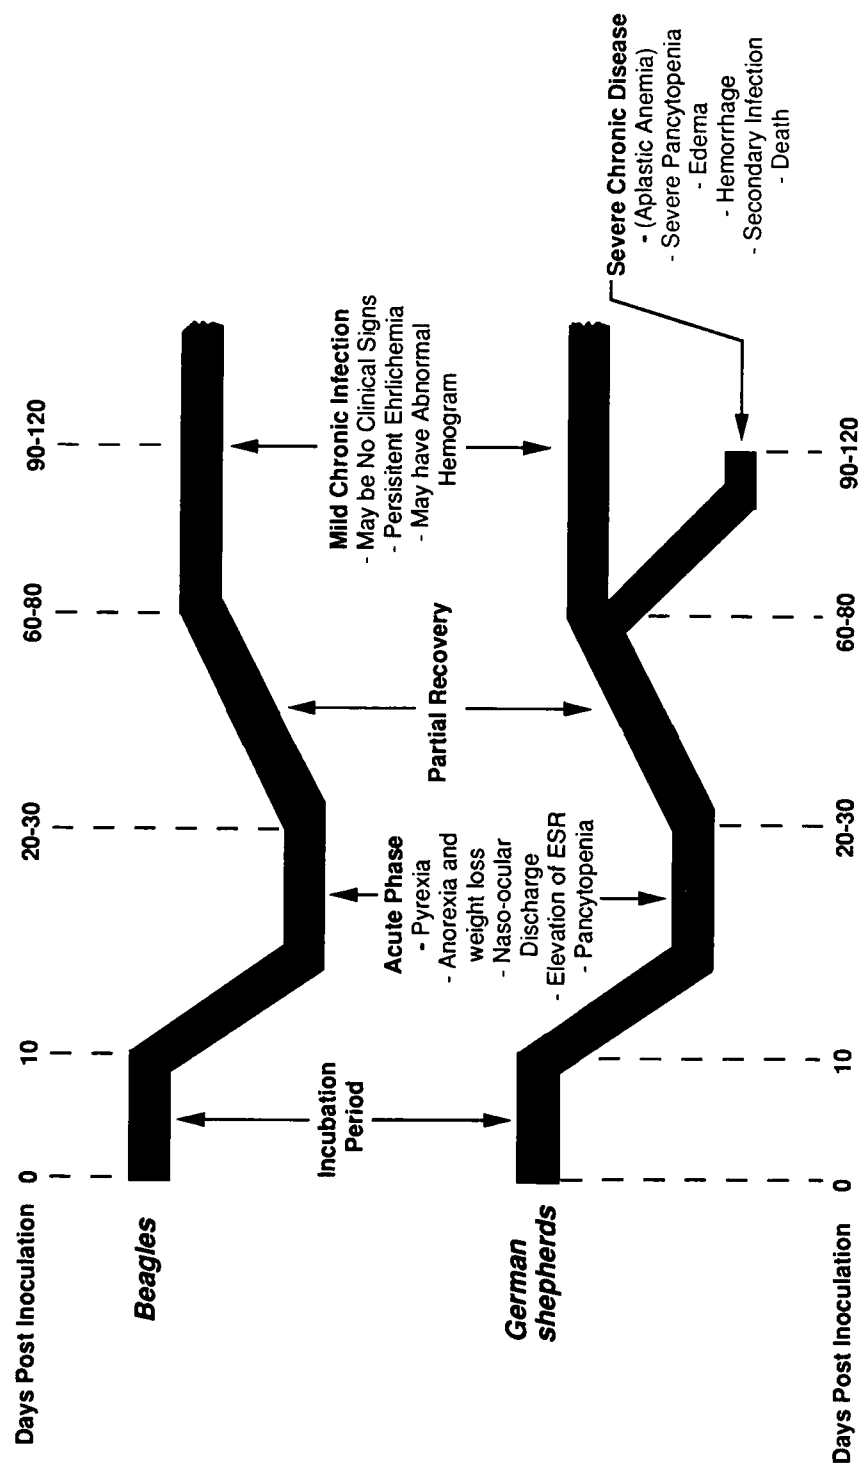 Days Post Inoculation 0 10 20-30 60-80 90-120
Beagles
Incubation
Period
Acute Phase
- Pyrexia
- Anorexia and
weight loss
- Naso-ocular
Discharge
- Elevation of ESR
- Pancytopenia
Partial Recovery
Mild Chronic Infection
- May be No Clinical Signs
- Persisitent Ehrlichemia
- May have Abnormal
Hemogram
German
shepherds
Severe Chronic Disease
- (Aplastic Anemia)
- Severe Pancytopenia
- Edema
- Hemorrhage
- Secondary Infection
- Death
Days Post Inoculation 0 10 20-30 60-80 90-120